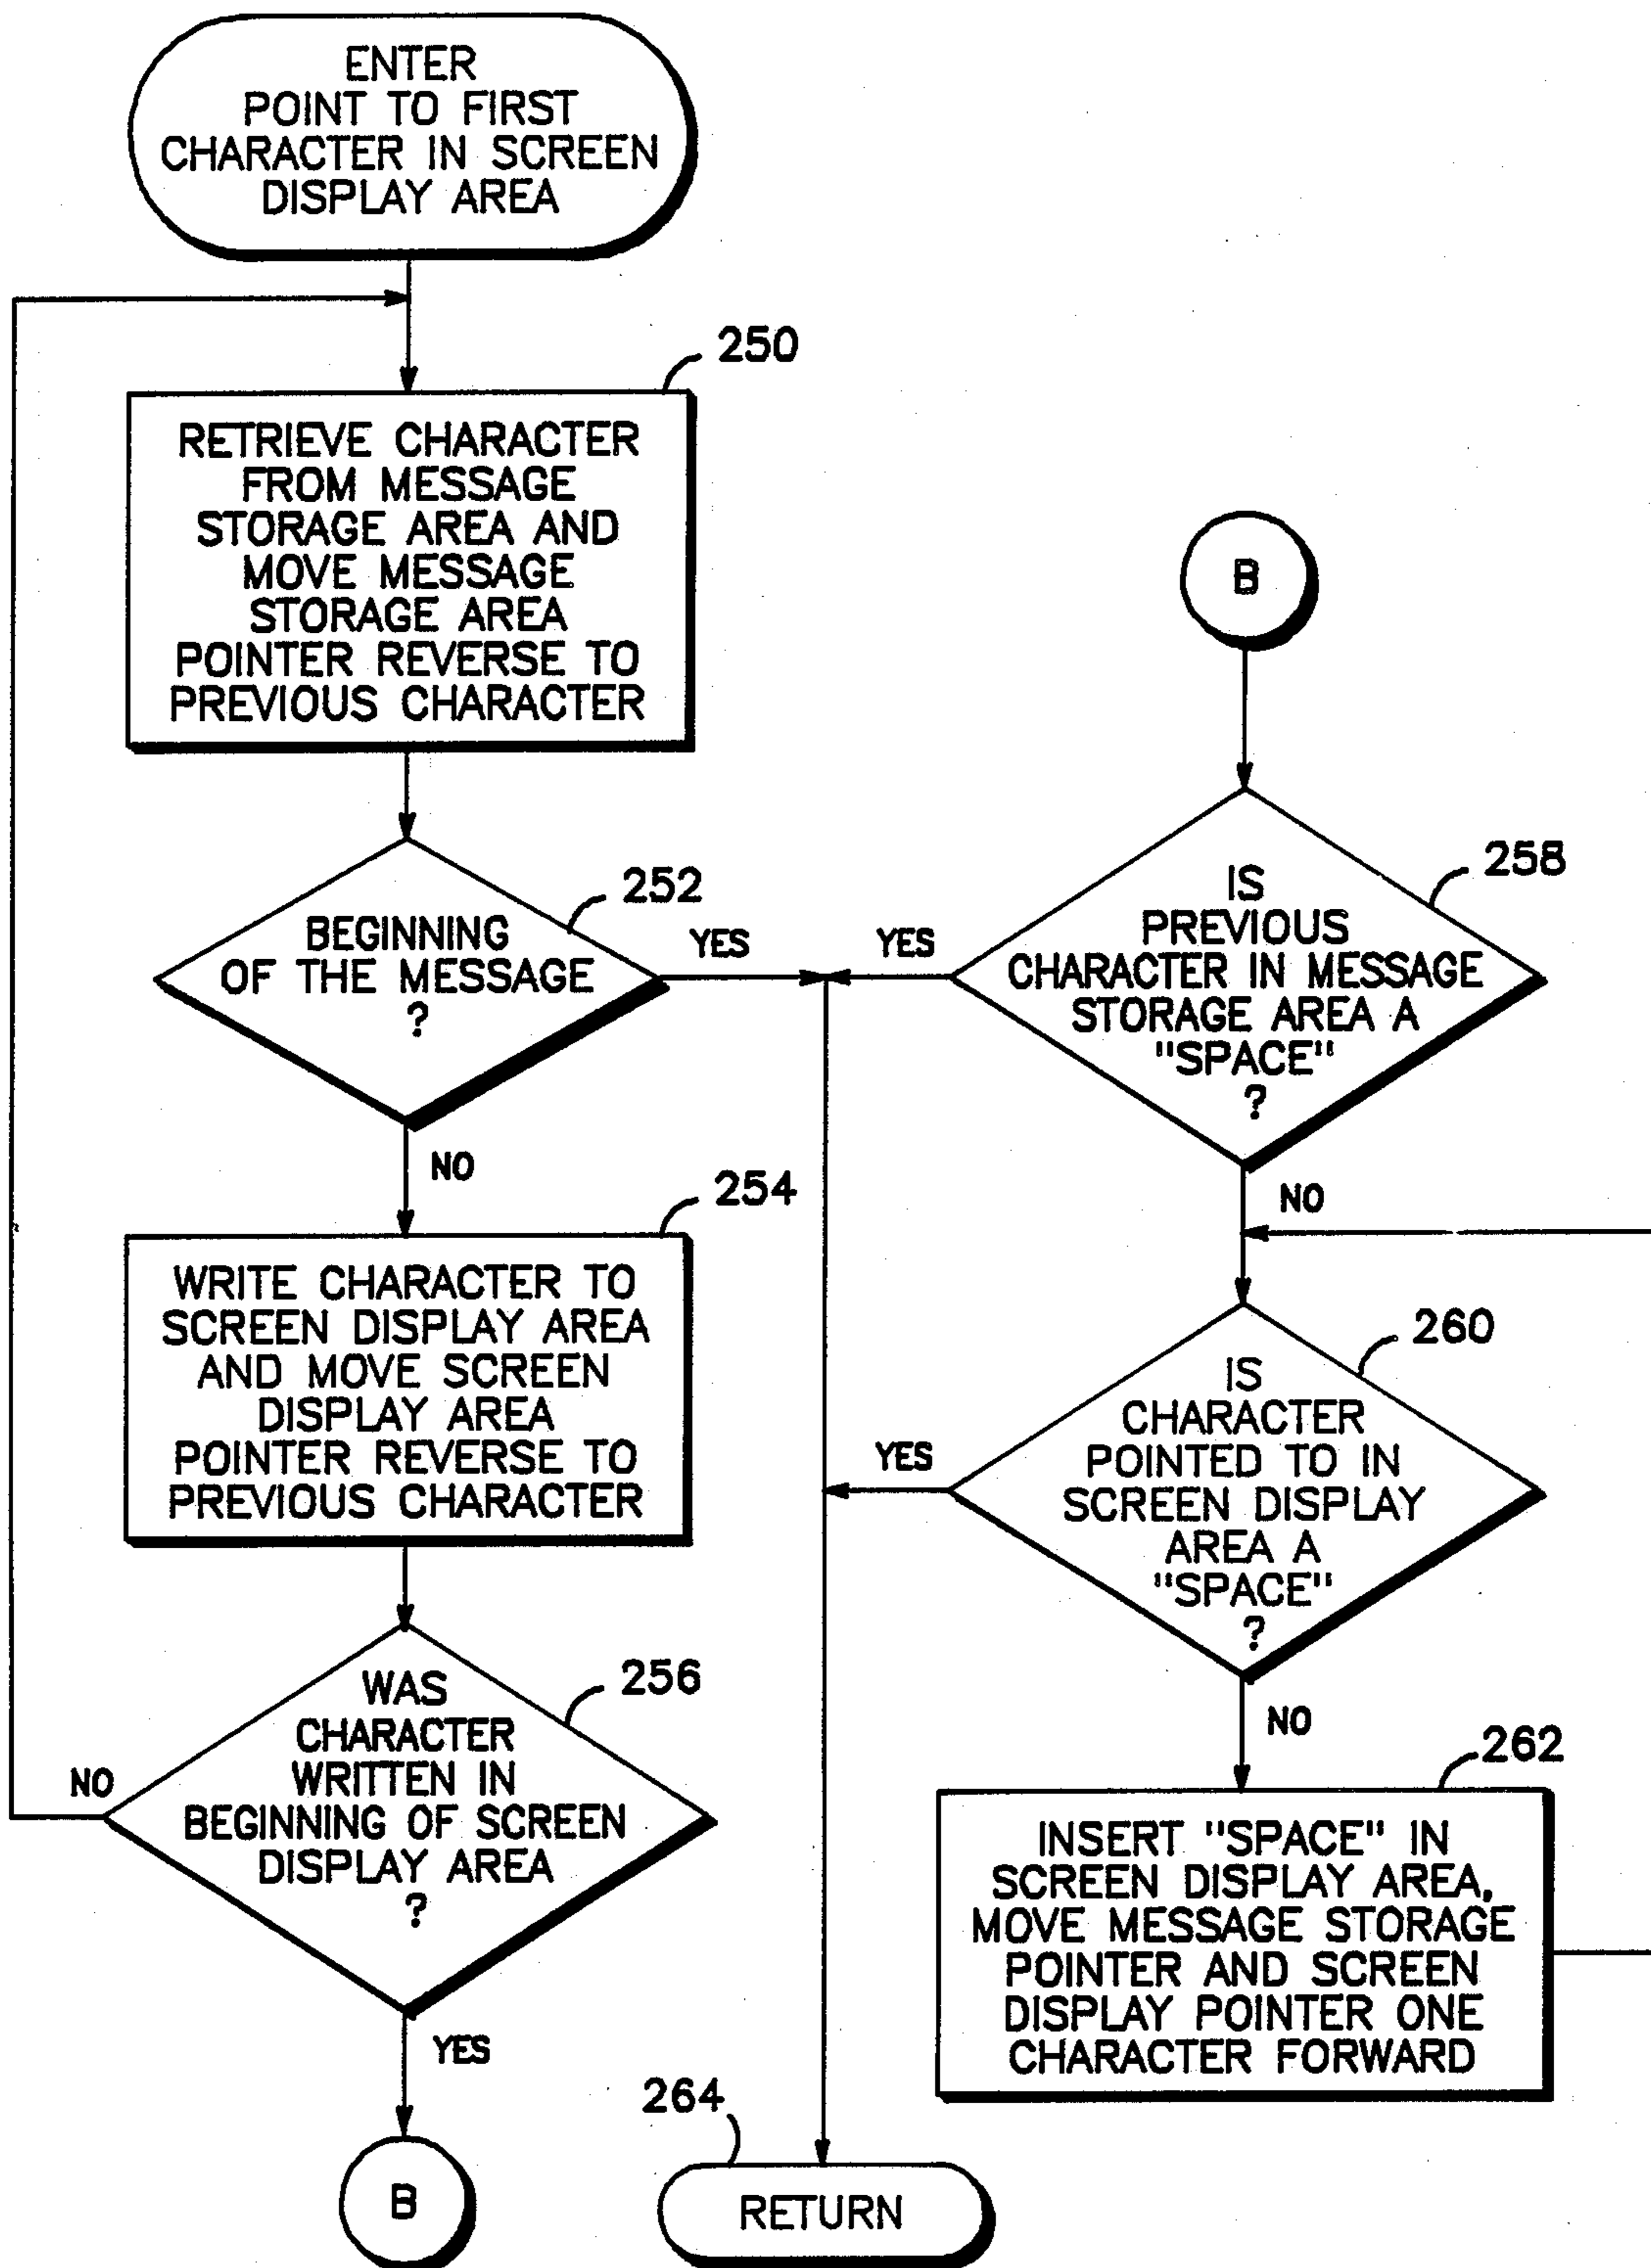 ENTER
POINT TO FIRST
CHARACTER IN SCREEN
DISPLAY AREA
250
RETRIEVE CHARACTER
FROM MESSAGE
STORAGE AREA AND
MOVE MESSAGE
STORAGE AREA
POINTER REVERSE TO
PREVIOUS CHARACTER
252
BEGINNING
OF THE MESSAGE
?
YES
NO
254
WRITE CHARACTER TO
SCREEN DISPLAY AREA
AND MOVE SCREEN
DISPLAY AREA
POINTER REVERSE TO
PREVIOUS CHARACTER
256
WAS
CHARACTER
WRITTEN IN
BEGINNING OF SCREEN
DISPLAY AREA
?
NO
YES
B
B
258
IS
PREVIOUS
CHARACTER IN MESSAGE
STORAGE AREA A
"SPACE"
?
YES
NO
260
IS
CHARACTER
POINTED TO IN
SCREEN DISPLAY
AREA A
"SPACE"
?
YES
NO
262
INSERT "SPACE" IN
SCREEN DISPLAY AREA,
MOVE MESSAGE STORAGE
POINTER AND SCREEN
DISPLAY POINTER ONE
CHARACTER FORWARD
264
RETURN